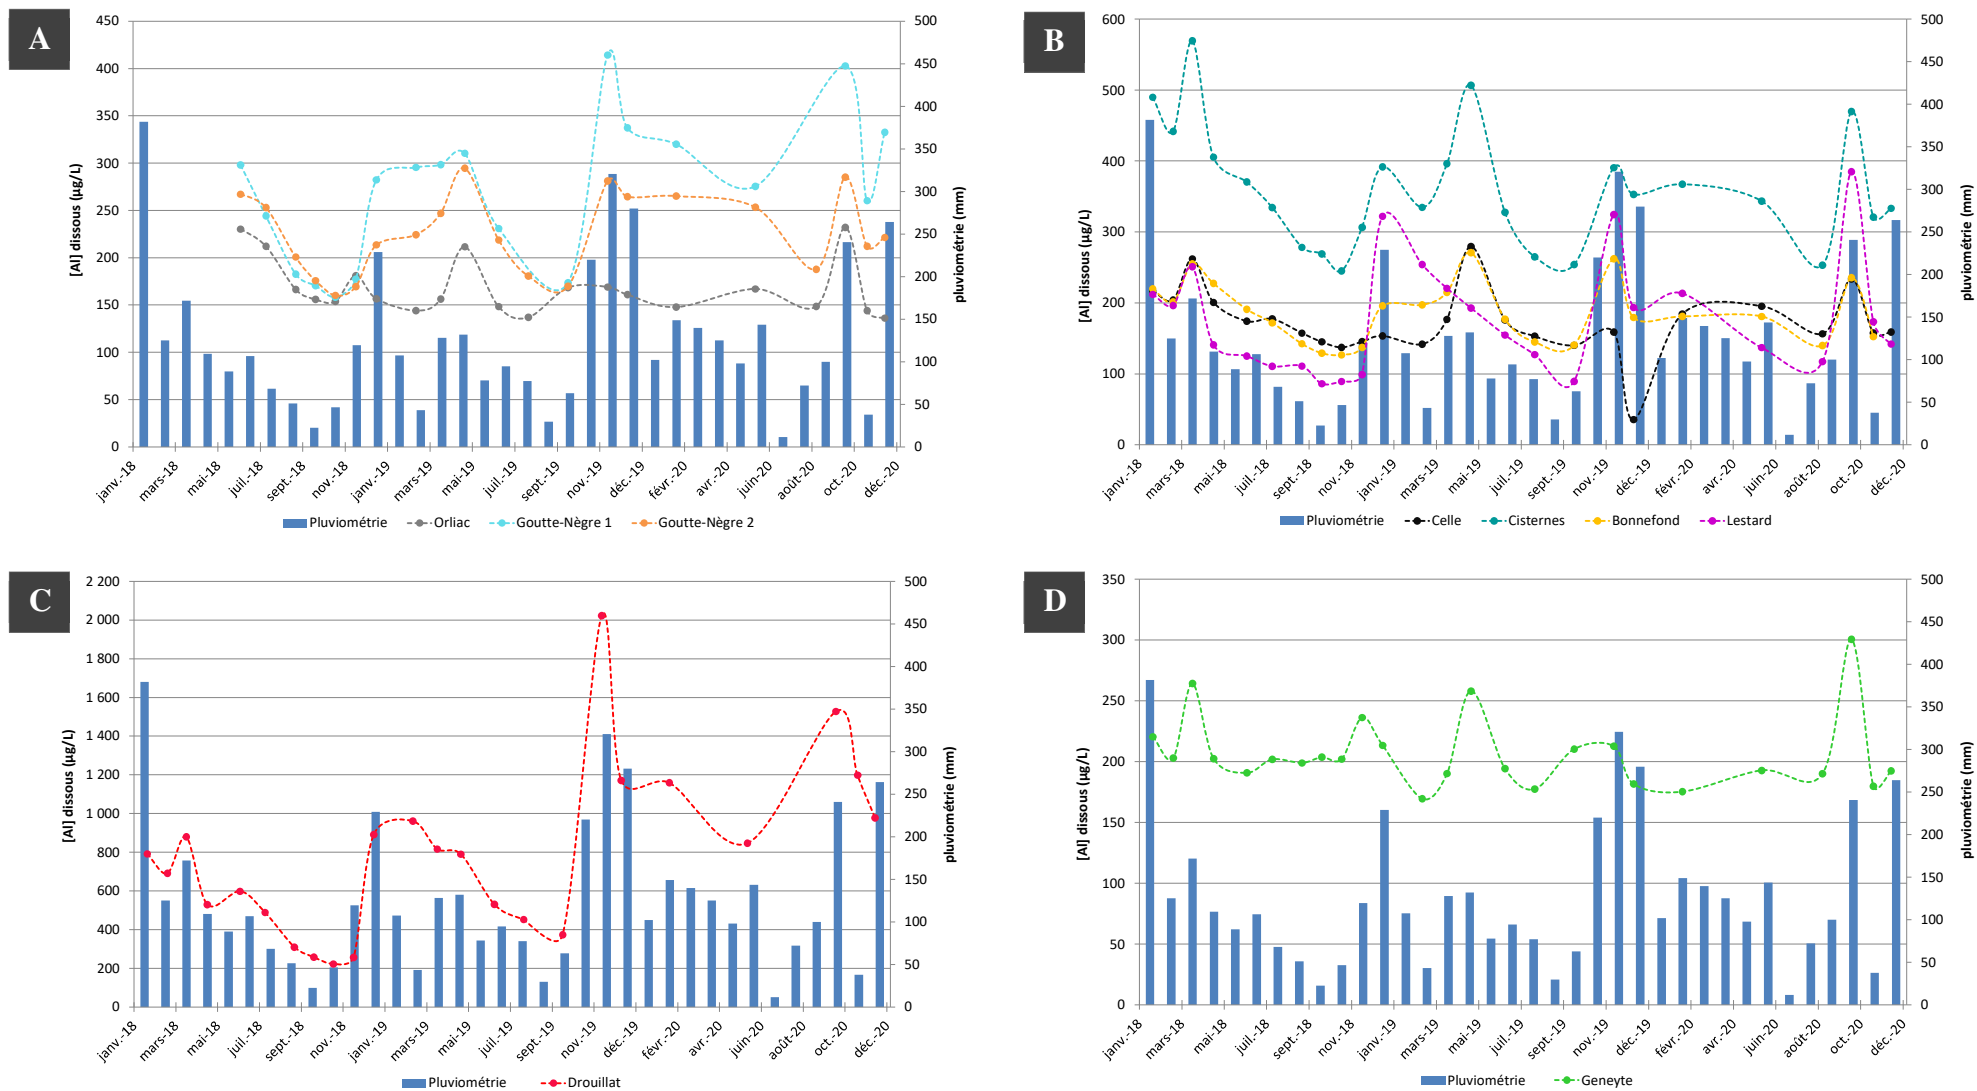 A
[Al] dissous (µg/L)
450
400
350
300
250
200
150
100
50
0
500
450
400
350
300
250
200
150
100
50
0
pluviométrie (mm)
janv.-18
mars-18
mai-18
juil.-18
sept.-18
nov.-18
janv.-19
mars-19
mai-19
juil.-19
sept.-19
nov.-19
déc.-19
févr.-20
avr.-20
juin-20
août-20
oct.-20
déc.-20
Pluviométrie Orliac Goutte-Nègre 1 Goutte-Nègre 2
B
[Al] dissous (µg/L)
600
500
400
300
200
100
0
500
450
400
350
300
250
200
150
100
50
0
pluviométrie (mm)
janv.-18
mars-18
mai-18
juil.-18
sept.-18
nov.-18
janv.-19
mars-19
mai-19
juil.-19
sept.-19
nov.-19
déc.-19
févr.-20
avr.-20
juin-20
août-20
oct.-20
déc.-20
Pluviométrie Celle Cisternes Bonnefond Lestard
C
[Al] dissous (µg/L)
2 200
2 000
1 800
1 600
1 400
1 200
1 000
800
600
400
200
0
500
450
400
350
300
250
200
150
100
50
0
pluviométrie (mm)
janv.-18
mars-18
mai-18
juil.-18
sept.-18
nov.-18
janv.-19
mars-19
mai-19
juil.-19
sept.-19
nov.-19
déc.-19
févr.-20
avr.-20
juin-20
août-20
oct.-20
déc.-20
Pluviométrie Drouillat
D
[Al] dissous (µg/L)
350
300
250
200
150
100
50
0
500
450
400
350
300
250
200
150
100
50
0
pluviométrie (mm)
janv.-18
mars-18
mai-18
juil.-18
sept.-18
nov.-18
janv.-19
mars-19
mai-19
juil.-19
sept.-19
nov.-19
déc.-19
févr.-20
avr.-20
juin-20
août-20
oct.-20
déc.-20
Pluviométrie Geneyte